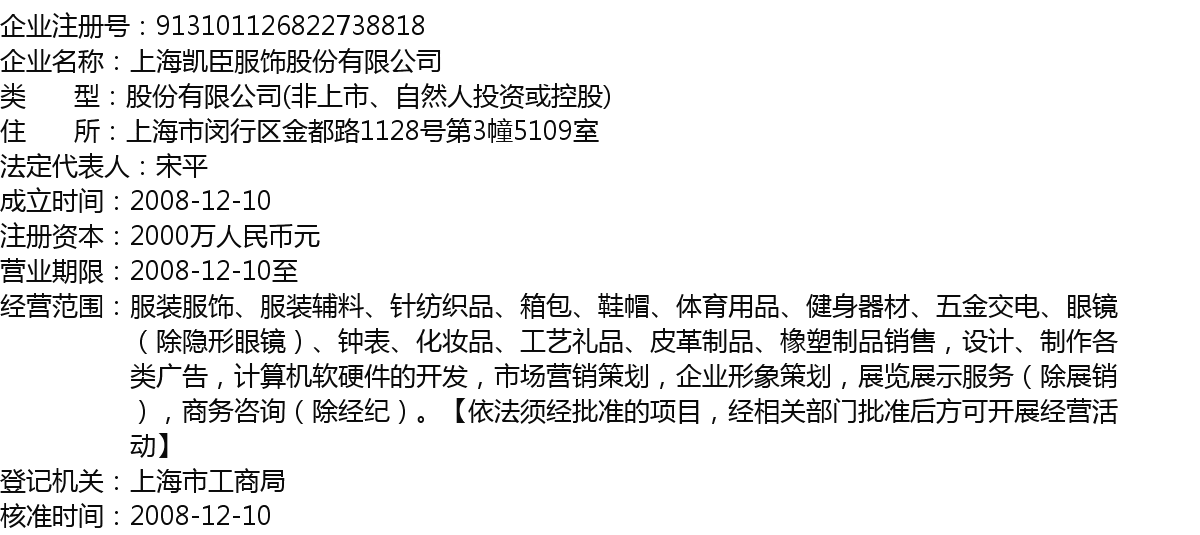 企业注册号：913101126822738818
企业名称：上海凯臣服饰股份有限公司
类　　型：股份有限公司(非上市、自然人投资或控股)
住　　所：上海市闵行区金都路1128号第3幢5109室
法定代表人：宋平
成立时间：2008-12-10
注册资本：2000万人民币元
营业期限：2008-12-10至
经营范围：服装服饰、服装辅料、针纺织品、箱包、鞋帽、体育用品、健身器材、五金交电、眼镜
（除隐形眼镜）、钟表、化妆品、工艺礼品、皮革制品、橡塑制品销售，设计、制作各
类广告，计算机软硬件的开发，市场营销策划，企业形象策划，展览展示服务（除展销
），商务咨询（除经纪）。【依法须经批准的项目，经相关部门批准后方可开展经营活
动】
登记机关：上海市工商局
核准时间：2008-12-10